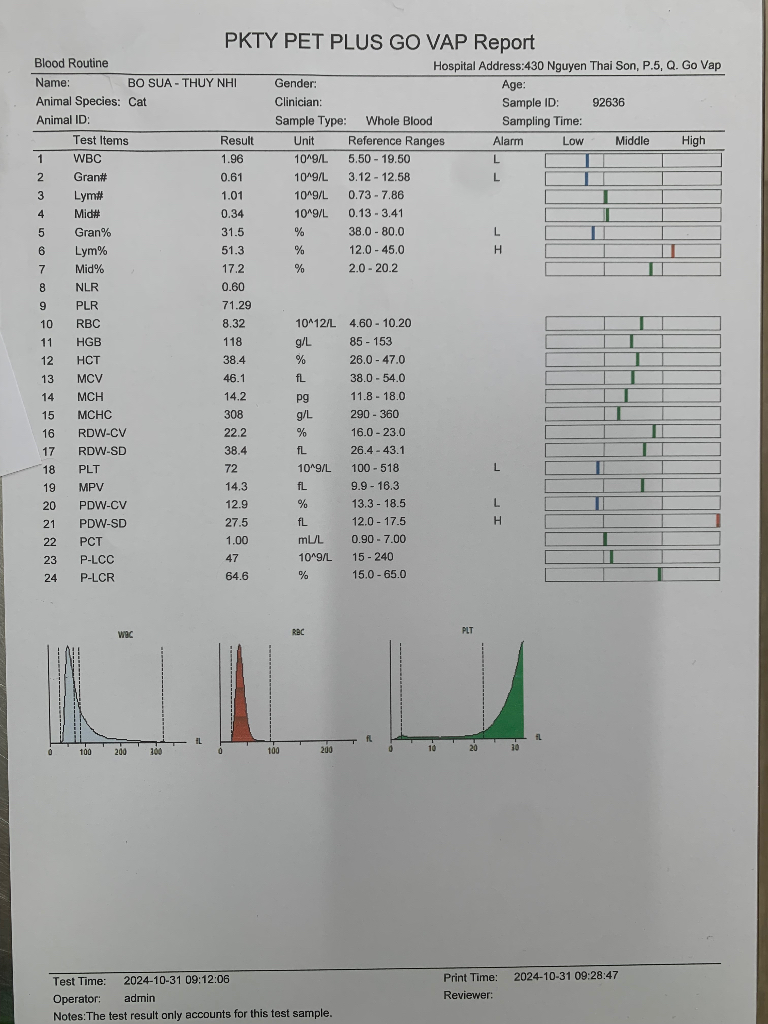 PKTY PET PLUS GO VAP Report
Blood Routine Hospital Address:430 Nguyen Thai Son, P.5, Q. Go Vap
Name: BO SUA - THUY NHI Gender: Age:
Animal Species: Cat Clinician: Sample ID: 92636
Animal ID: Sample Type: Whole Blood Sampling Time:
Test Items Result Unit Reference Ranges Alarm Low Middle High
1 WBC 1.96 10^9/L 5.50 - 19.50 L
2 Gran# 0.61 10^9/L 3.12 - 12.58 L
3 Lym# 1.01 10^9/L 0.73 - 7.86
4 Mid# 0.34 10^9/L 0.13 - 3.41
5 Gran% 31.5 % 38.0 - 80.0 L
6 Lym% 51.3 % 12.0 - 45.0 H
7 Mid% 17.2 % 2.0 - 20.2
8 NLR 0.60
9 PLR 71.29
10 RBC 8.32 10^12/L 4.60 - 10.20
11 HGB 118 g/L 85 - 153
12 HCT 38.4 % 26.0 - 47.0
13 MCV 46.1 fL 38.0 - 54.0
14 MCH 14.2 pg 11.8 - 18.0
15 MCHC 308 g/L 290 - 360
16 RDW-CV 22.2 % 16.0 - 23.0
17 RDW-SD 38.4 fL 26.4 - 43.1
18 PLT 72 10^9/L 100 - 518 L
19 MPV 14.3 fL 9.9 - 16.3
20 PDW-CV 12.9 % 13.3 - 18.5 L
21 PDW-SD 27.5 fL 12.0 - 17.5 H
22 PCT 1.00 mL/L 0.90 - 7.00
23 P-LCC 47 10^9/L 15 - 240
24 P-LCR 64.6 % 15.0 - 65.0
WBC RBC PLT
0 100 200 300 fL 0 100 200 fL 0 10 20 30 fL
Test Time: 2024-10-31 09:12:06 Print Time: 2024-10-31 09:28:47
Operator: admin Reviewer:
Notes:The test result only accounts for this test sample.